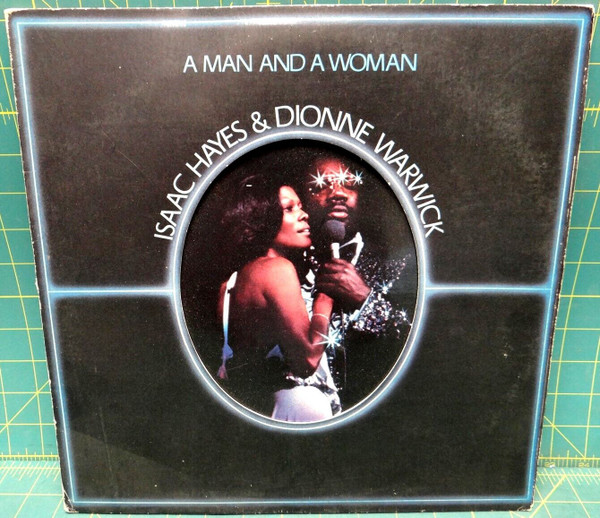 A MAN AND A WOMAN
ISAAC HAYES & DIONNE WARWICK